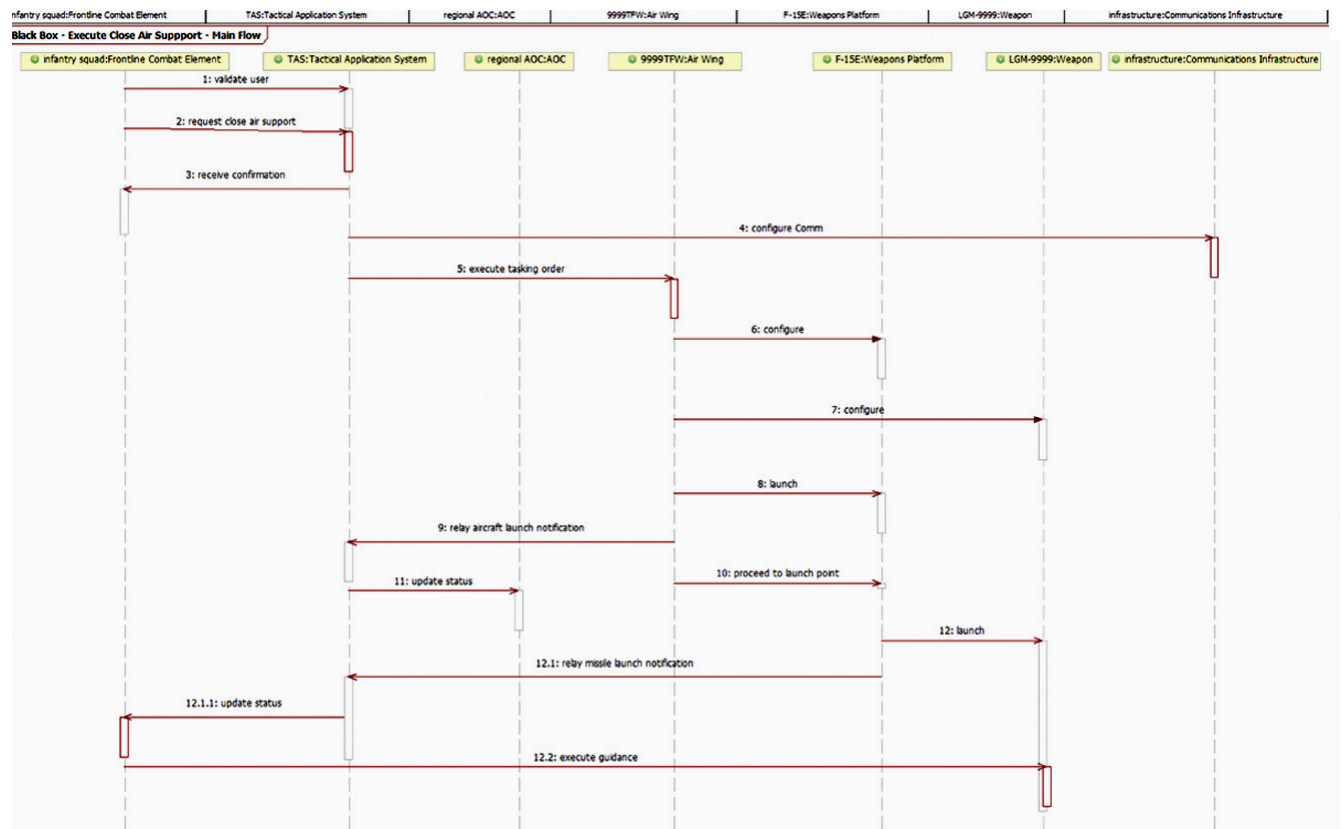 nfantry squad:Frontline Combat Element TAS:Tactical Application System regional AOC:AOC 9999TFW:Air Wing F-15E:Weapons Platform LGM-9999:Weapon infrastructure:Communications Infrastructure
Black Box - Execute Close Air Suppport - Main Flow
infantry squad:Frontline Combat Element TAS:Tactical Application System regional AOC:AOC 9999TFW:Air Wing F-15E:Weapons Platform LGM-9999:Weapon infrastructure:Communications Infrastructure
1: validate user
2: request close air support
3: receive confirmation
4: configure Comm
5: execute tasking order
6: configure
7: configure
8: launch
9: relay aircraft launch notification
10: proceed to launch point
11: update status
12: launch
12.1: relay missile launch notification
12.1.1: update status
12.2: execute guidance